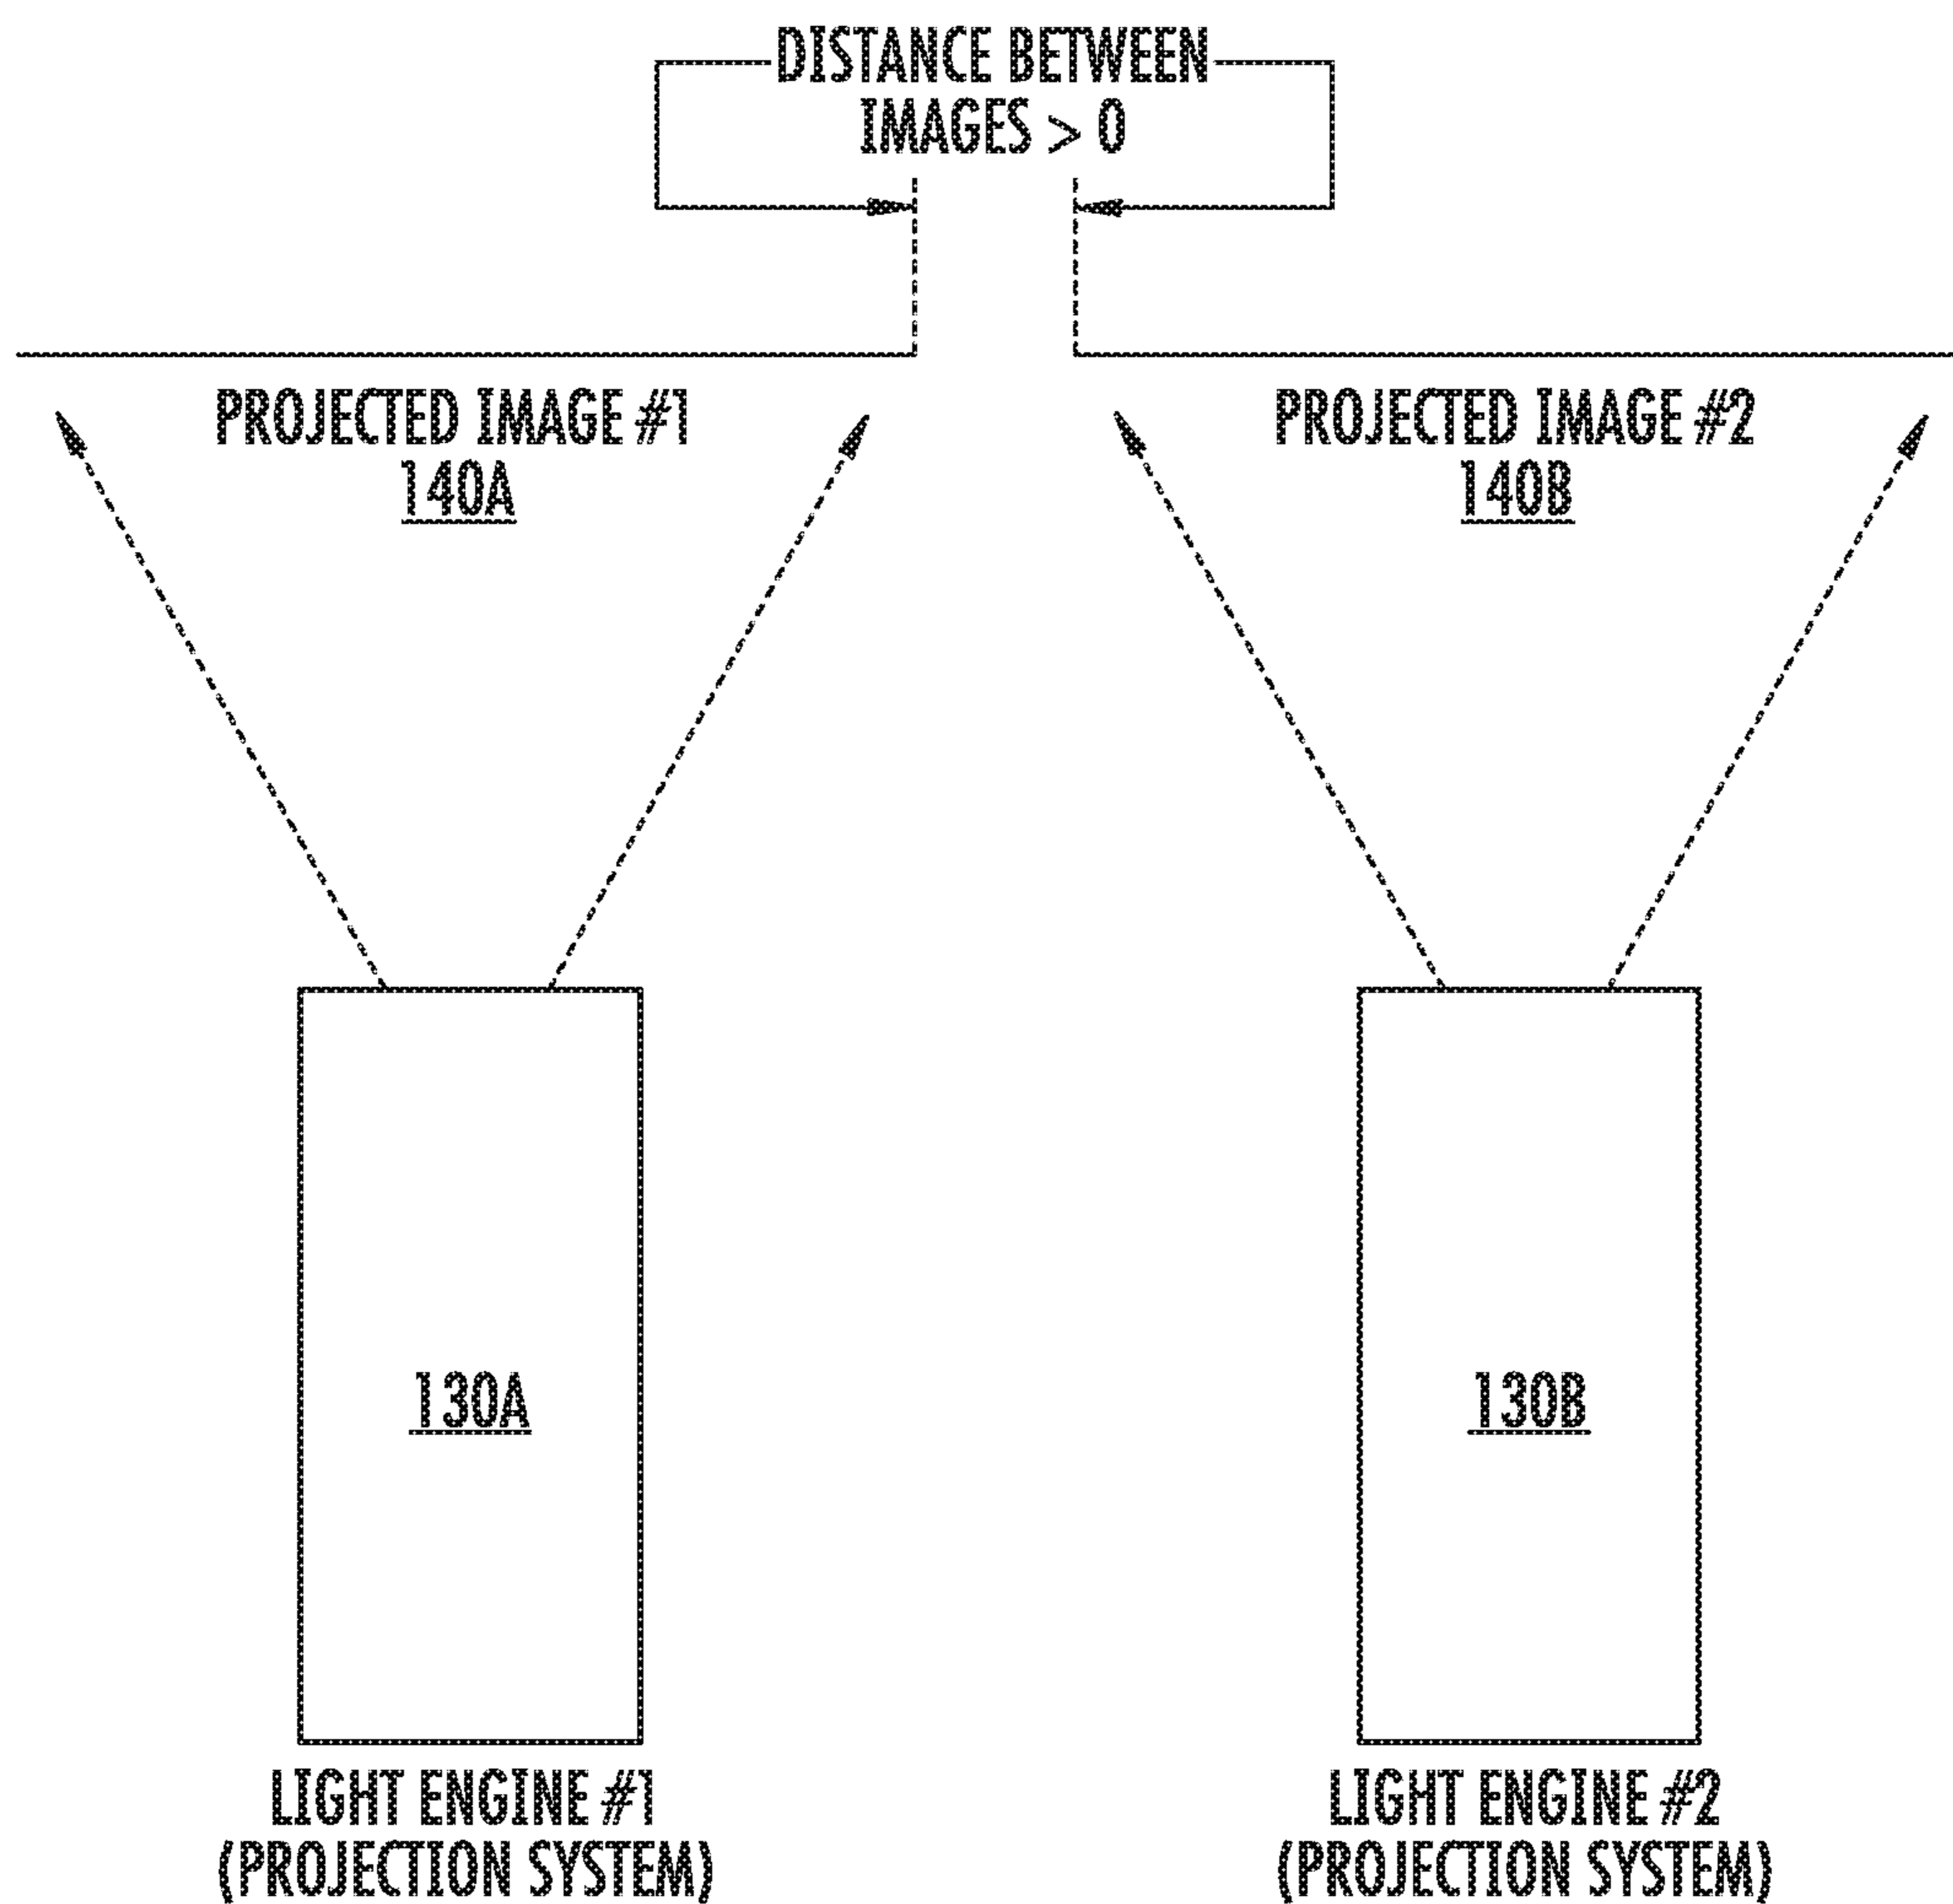 DISTANCE BETWEEN
IMAGES > 0
PROJECTED IMAGE #1
140A
PROJECTED IMAGE #2
140B
130A
130B
LIGHT ENGINE #1
(PROJECTION SYSTEM)
LIGHT ENGINE #2
(PROJECTION SYSTEM)